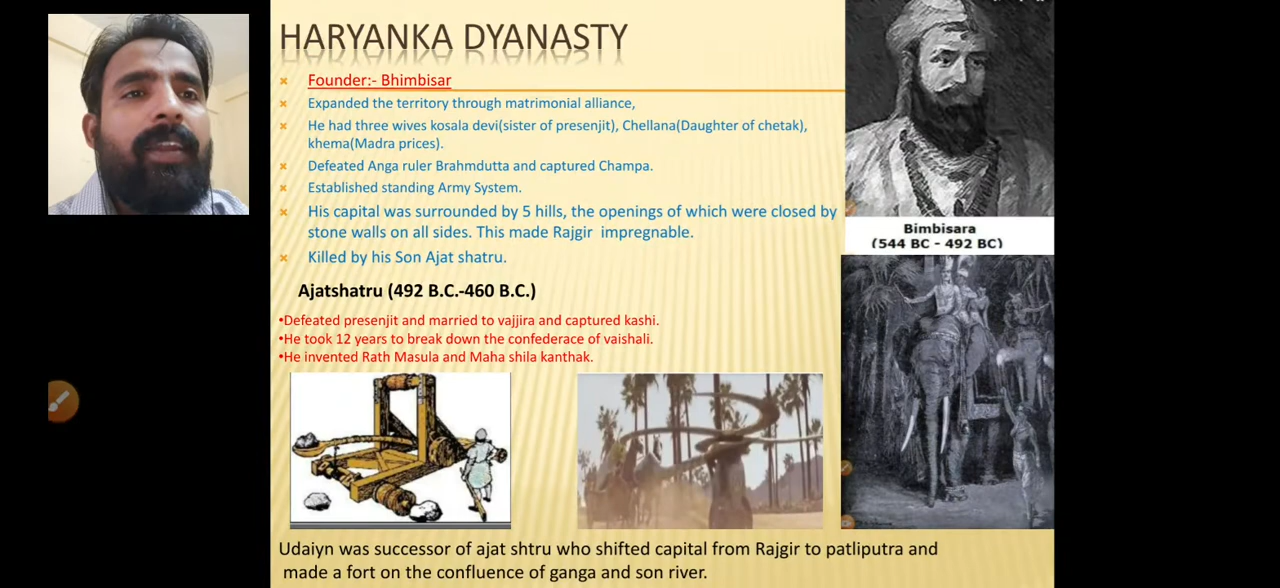 HARYANKA DYANASTY
Founder:- Bhimbisar
Expanded the territory through matrimonial alliance,
He had three wives kosala devi(sister of presenjit), Chellana(Daughter of chetak),
khema(Madra prices).
Defeated Anga ruler Brahmdutta and captured Champa.
Established standing Army System.
His capital was surrounded by 5 hills, the openings of which were closed by
stone walls on all sides. This made Rajgir impregnable.
Killed by his Son Ajat shatru.
Bimbisara
(544 BC - 492 BC)
Ajatshatru (492 B.C.-460 B.C.)
•Defeated presenjit and married to vajjira and captured kashi.
•He took 12 years to break down the confederace of vaishali.
•He invented Rath Masula and Maha shila kanthak.
Udaiyn was successor of ajat shtru who shifted capital from Rajgir to patliputra and
made a fort on the confluence of ganga and son river.